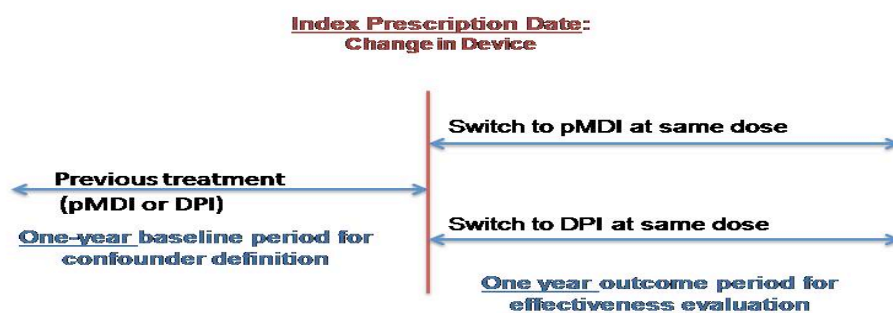 Index Prescription Date:
Change in Device
Switch to pMDI at same dose
Previous treatment
(pMDI or DPI)
One-year baseline period for
confounder definition
Switch to DPI at same dose
One year outcome period for
effectiveness evaluation